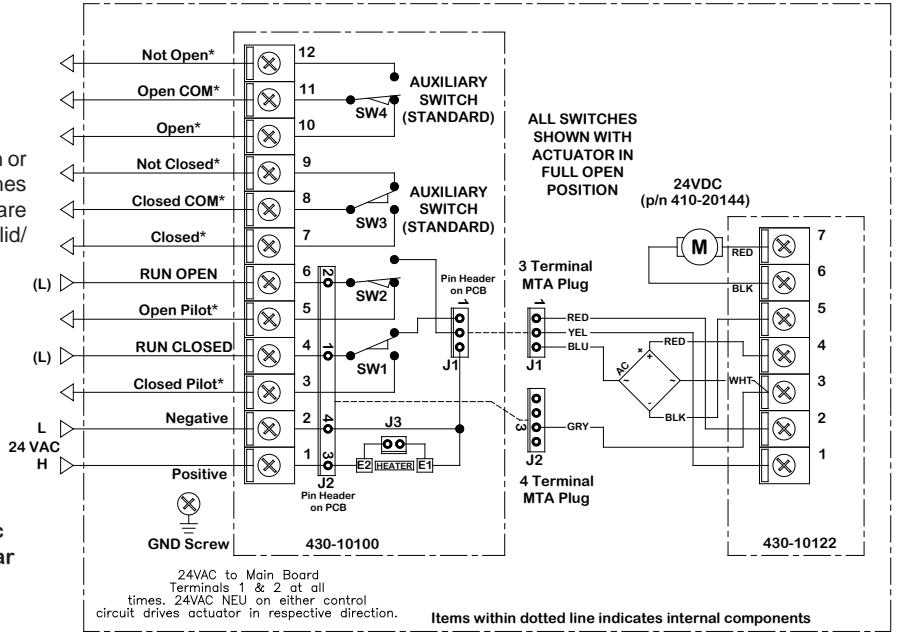 n or
nes
are
lid/
c
ar
Not Open*
Open COM*
Open*
Not Closed*
Closed COM*
Closed*
(L) RUN OPEN
Open Pilot*
(L) RUN CLOSED
Closed Pilot*
L Negative
24 VAC
H
Positive
GND Screw
12
11
10
9
8
7
6
5
4
3
2
1
AUXILIARY
SWITCH
(STANDARD)
SW4
AUXILIARY
SWITCH
(STANDARD)
SW3
SW2
SW1
2
1
4
3
J2
Pin Header
on PCB
J3
E2 HEATER E1
Pin Header
on PCB
1
J1
430-10100
ALL SWITCHES
SHOWN WITH
ACTUATOR IN
FULL OPEN
POSITION
3 Terminal
MTA Plug
1
J1
RED
YEL
BLU
3
J2
GRY
4 Terminal
MTA Plug
24VDC
(p/n 410-20144)
M
RED
BLK
AC
+
~ ~
-
RED
WHT
BLK
7
6
5
4
3
2
1
430-10122
24VAC to Main Board
Terminals 1 & 2 at all
times. 24VAC NEU on either control
circuit drives actuator in respective direction.
Items within dotted line indicates internal components